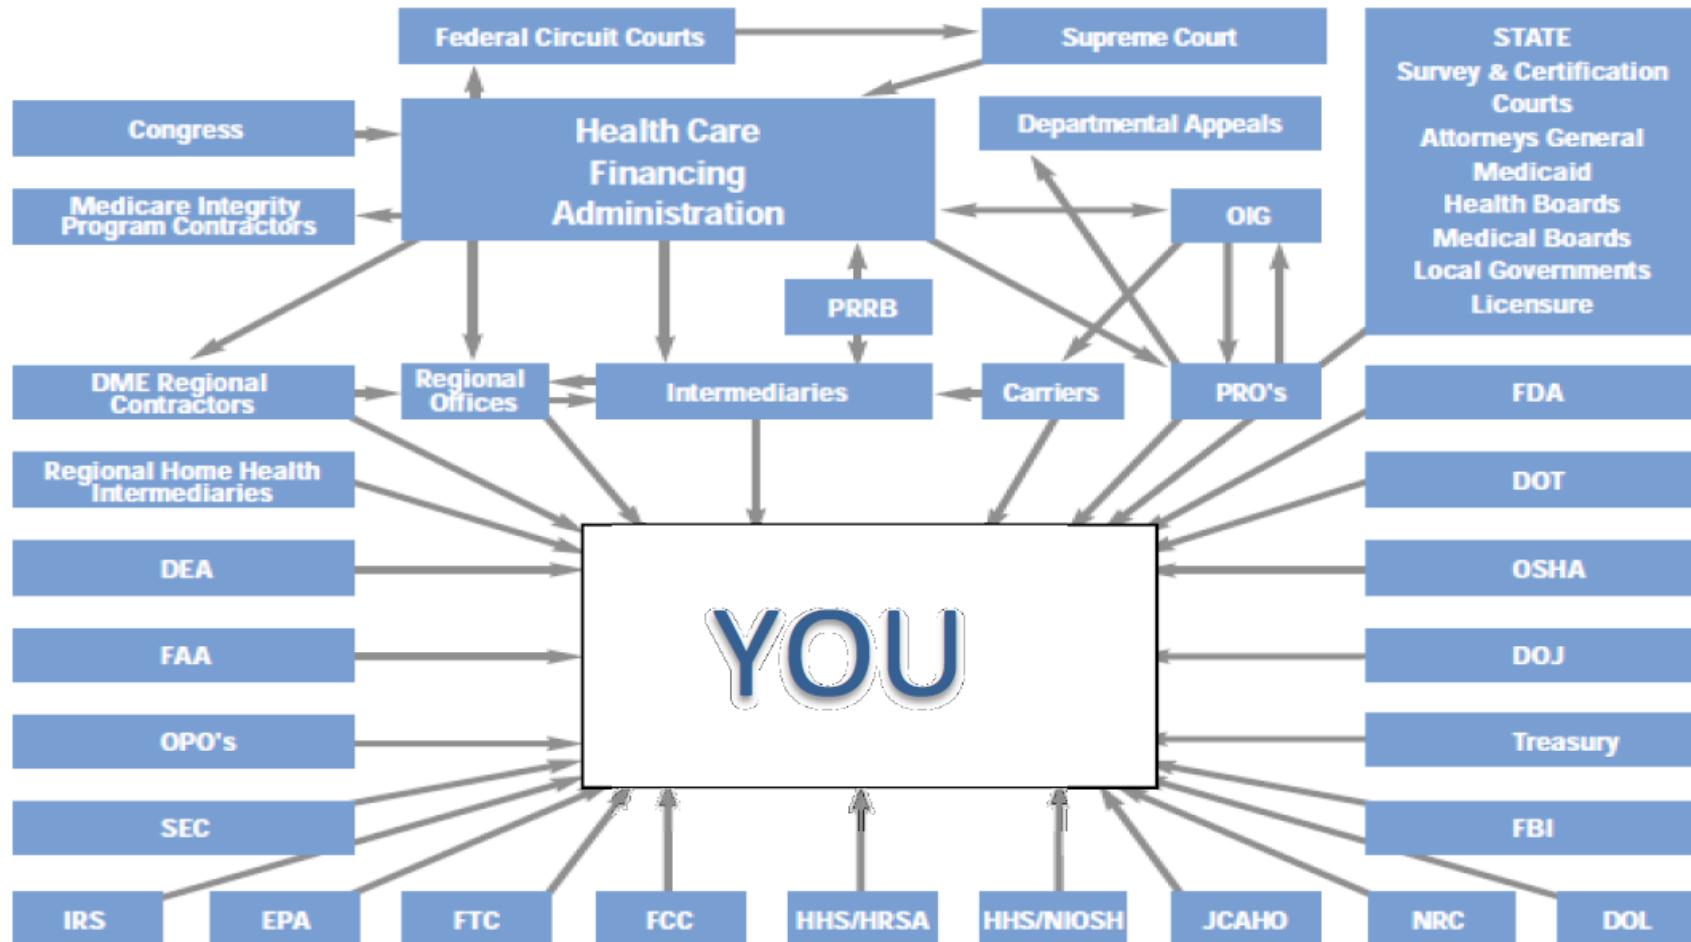 Federal Circuit Courts
Supreme Court
STATE
Survey & Certification
Courts
Attorneys General
Medicaid
Health Boards
Medical Boards
Local Governments
Licensure
Congress
Health Care
Financing
Administration
Departmental Appeals
Medicare Integrity
Program Contractors
OIG
PRRB
DME Regional
Contractors
Regional
Offices
Intermediaries
Carriers
PRO's
FDA
Regional Home Health
Intermediaries
DOT
DEA
OSHA
YOU
FAA
DOJ
OPO's
Treasury
SEC
FBI
IRS
EPA
FTC
FCC
HHS/HRSA
HHS/NIOSH
JCAHO
NRC
DOL